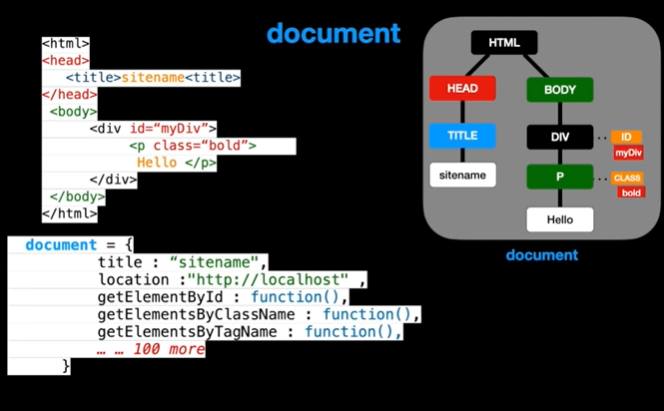 document
<html>
<head>
<title>sitename<title>
</head>
<body>
<div id=“myDiv”>
<p class=“bold”>
Hello </p>
</div>
</body>
</html>
HTML
HEAD
BODY
TITLE
DIV
ID
myDiv
sitename
P
CLASS
bold
Hello
document
document = {
title : “sitename”,
location :"http://localhost" ,
getElementById : function(),
getElementsByClassName : function(),
getElementsByTagName : function(),
… … 100 more
}